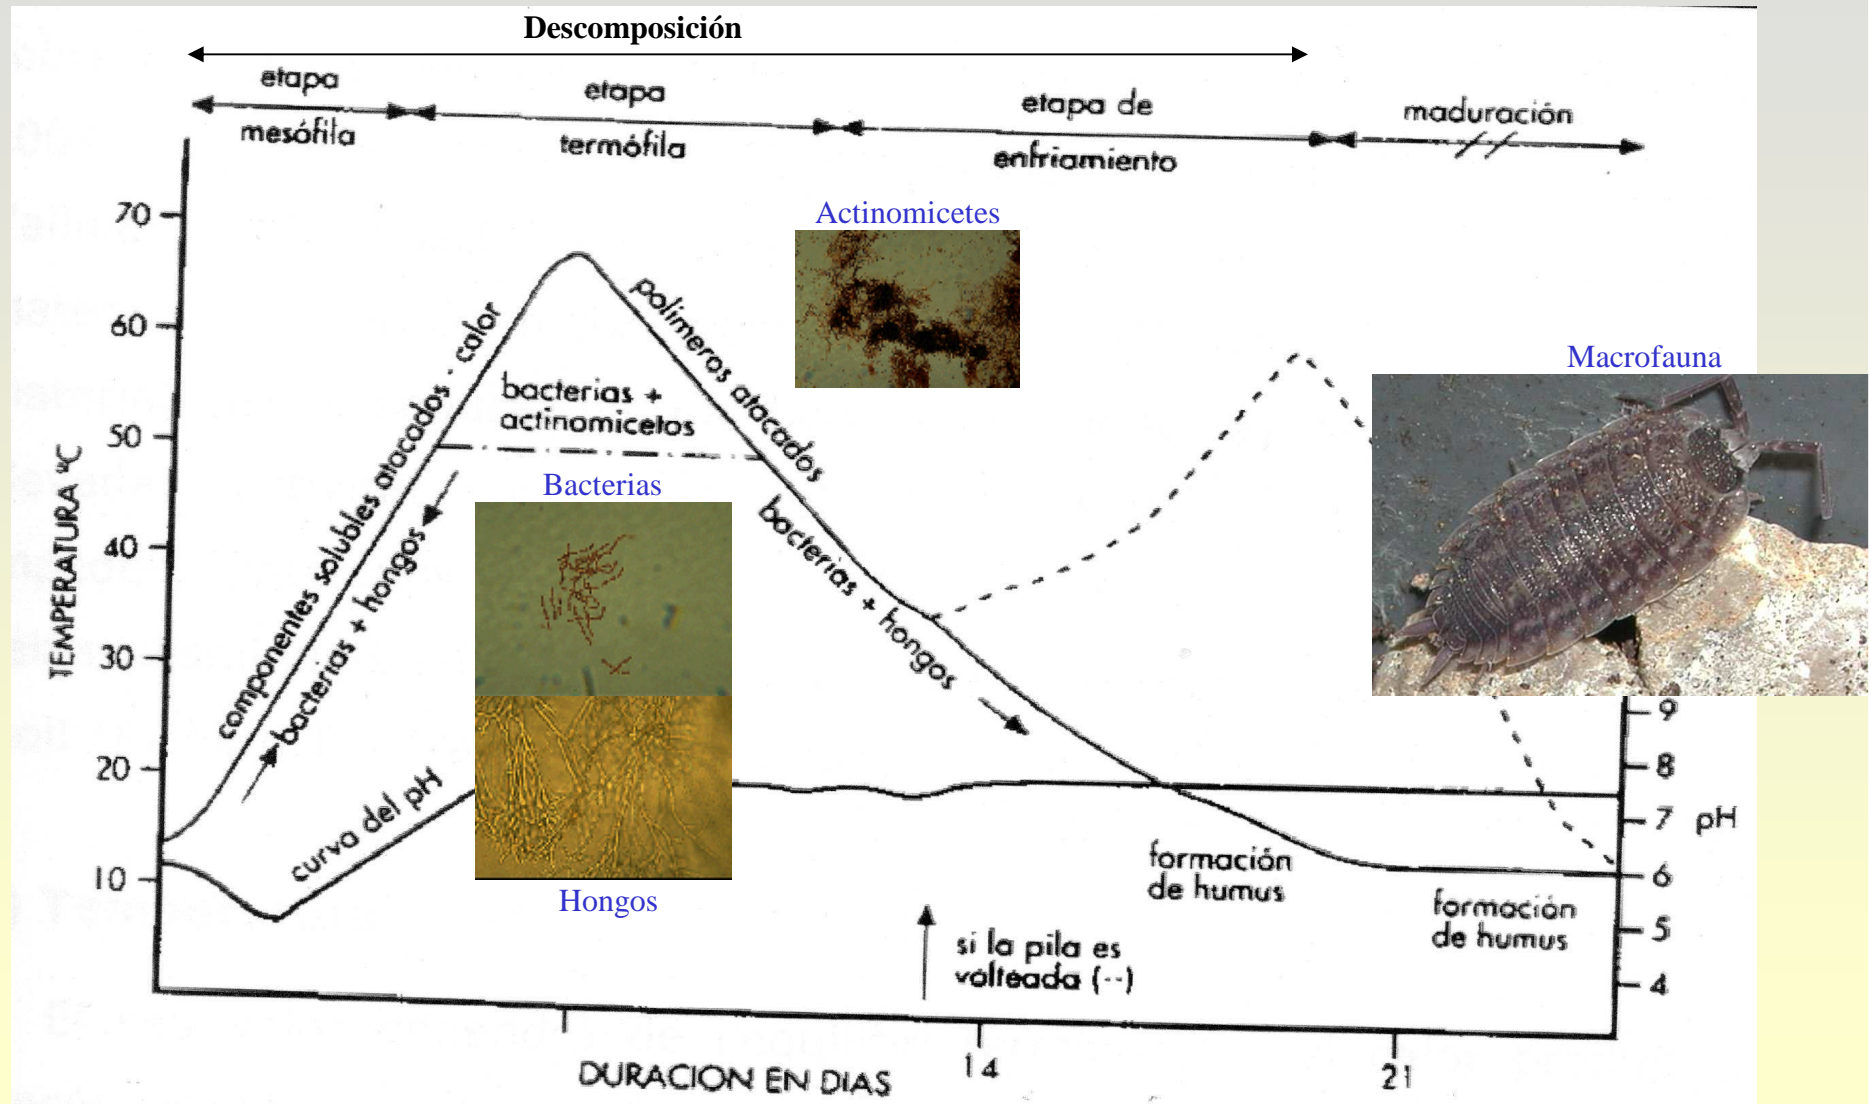 Descomposición
etapa
mesófila
etapa
termófila
etapa de
enfriamiento
maduración
70
60
50
40
30
20
10
TEMPERATURA ºC
componentes solubles atacados - calor
bacterias + hongos
polímeros atacados
bacterias +
actinomicetos
bacterias + hongos
Actinomicetes
Bacterias
Hongos
Macrofauna
curva del pH
9
8
7
6
5
4
pH
formación
de humus
formación
de humus
si la pila es
volteada (--)
14
21
DURACION EN DIAS